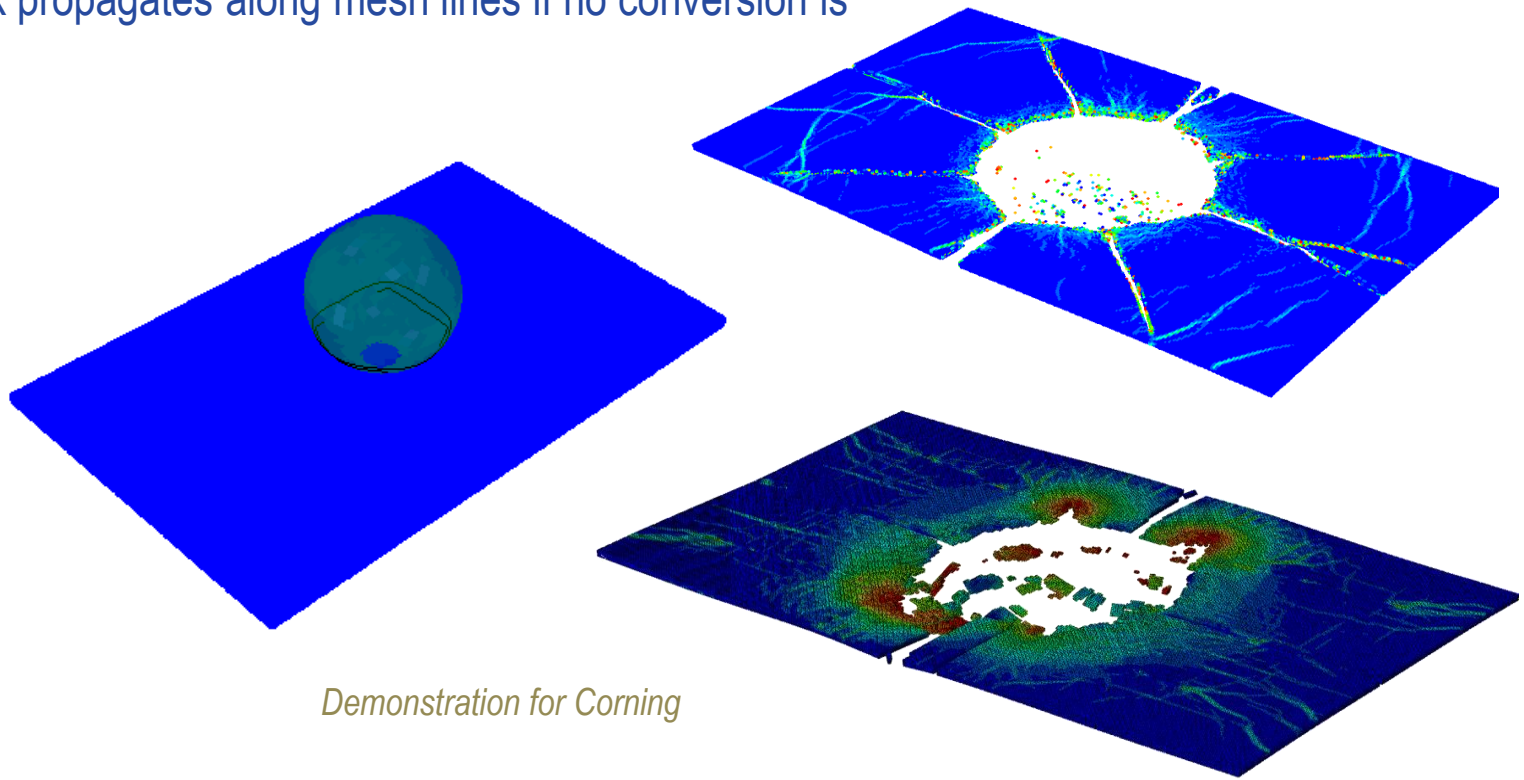 propagates along mesh lines if no conversion is
Demonstration for Corning